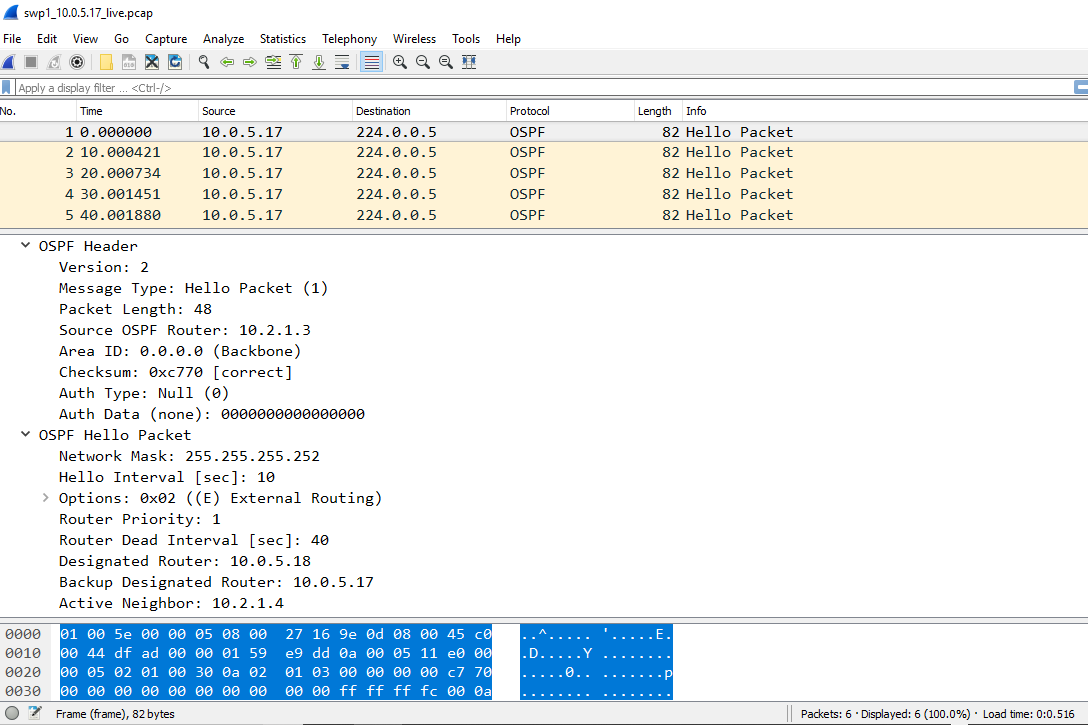 swp1_10.0.5.17_live.pcap
File Edit View Go Capture Analyze Statistics Telephony Wireless Tools Help
Apply a display filter ... <Ctrl-/>
No. Time Source Destination Protocol Length Info
1 0.000000 10.0.5.17 224.0.0.5 OSPF 82 Hello Packet
2 10.000421 10.0.5.17 224.0.0.5 OSPF 82 Hello Packet
3 20.000734 10.0.5.17 224.0.0.5 OSPF 82 Hello Packet
4 30.001451 10.0.5.17 224.0.0.5 OSPF 82 Hello Packet
5 40.001880 10.0.5.17 224.0.0.5 OSPF 82 Hello Packet
OSPF Header
Version: 2
Message Type: Hello Packet (1)
Packet Length: 48
Source OSPF Router: 10.2.1.3
Area ID: 0.0.0.0 (Backbone)
Checksum: 0xc770 [correct]
Auth Type: Null (0)
Auth Data (none): 0000000000000000
OSPF Hello Packet
Network Mask: 255.255.255.252
Hello Interval [sec]: 10
Options: 0x02 ((E) External Routing)
Router Priority: 1
Router Dead Interval [sec]: 40
Designated Router: 10.0.5.18
Backup Designated Router: 10.0.5.17
Active Neighbor: 10.2.1.4
0000 01 00 5e 00 00 05 08 00 27 16 9e 0d 08 00 45 c0 ..^..... '.....E.
0010 00 44 df ad 00 00 01 59 e9 dd 0a 00 05 11 e0 00 .D.....Y ........
0020 00 05 02 01 00 30 0a 02 01 03 00 00 00 00 c7 70 .....0.. .......p
0030 00 00 00 00 00 00 00 00 00 00 ff ff ff fc 00 0a ........ ........
Frame (frame), 82 bytes Packets: 6 · Displayed: 6 (100.0%) · Load time: 0:0.516